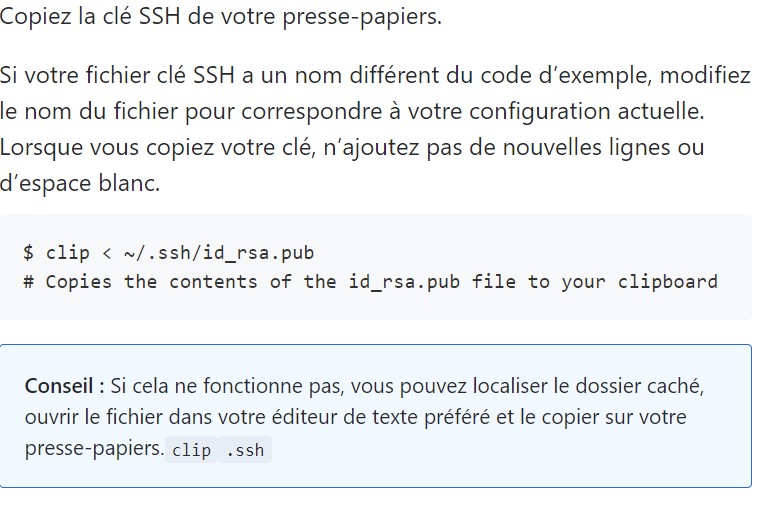 Copiez la clé SSH de votre presse-papiers.
Si votre fichier clé SSH a un nom différent du code d’exemple, modifiez
le nom du fichier pour correspondre à votre configuration actuelle.
Lorsque vous copiez votre clé, n’ajoutez pas de nouvelles lignes ou
d’espace blanc.
$ clip < ~/.ssh/id_rsa.pub
# Copies the contents of the id_rsa.pub file to your clipboard
Conseil : Si cela ne fonctionne pas, vous pouvez localiser le dossier caché,
ouvrir le fichier dans votre éditeur de texte préféré et le copier sur votre
presse-papiers. clip .ssh